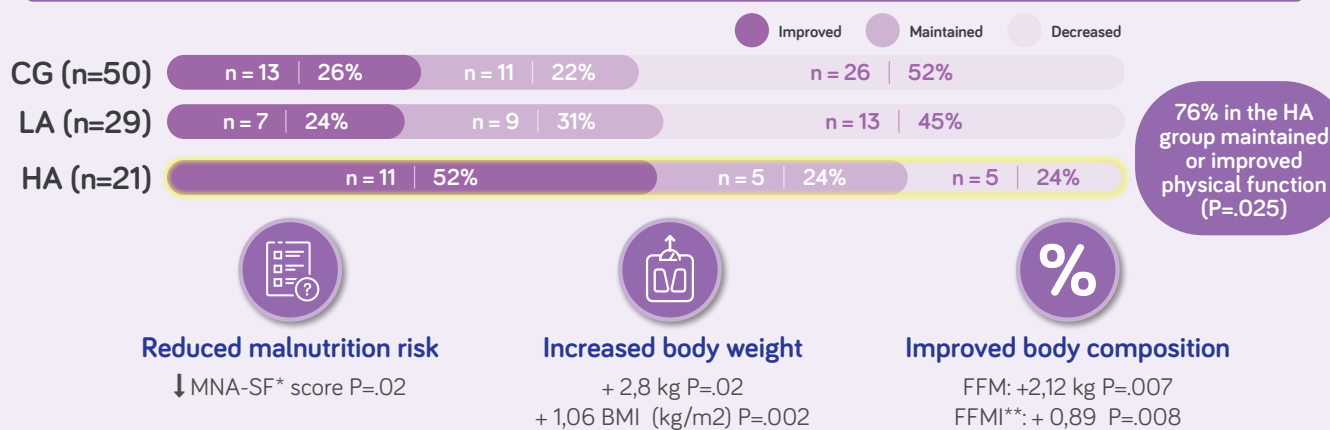 Improved Maintained Decreased
CG (n=50) n = 13 | 26% n = 11 | 22% n = 26 | 52%
LA (n=29) n = 7 | 24% n = 9 | 31% n = 13 | 45%
HA (n=21) n = 11 | 52% n = 5 | 24% n = 5 | 24%
76% in the HA
group maintained
or improved
physical function
(P=.025)
?
%
Reduced malnutrition risk
↓ MNA-SF* score P=.02
Increased body weight
+ 2,8 kg P=.02
+ 1,06 BMI (kg/m2) P=.002
Improved body composition
FFM: +2,12 kg P=.007
FFMI**: + 0,89 P=.008